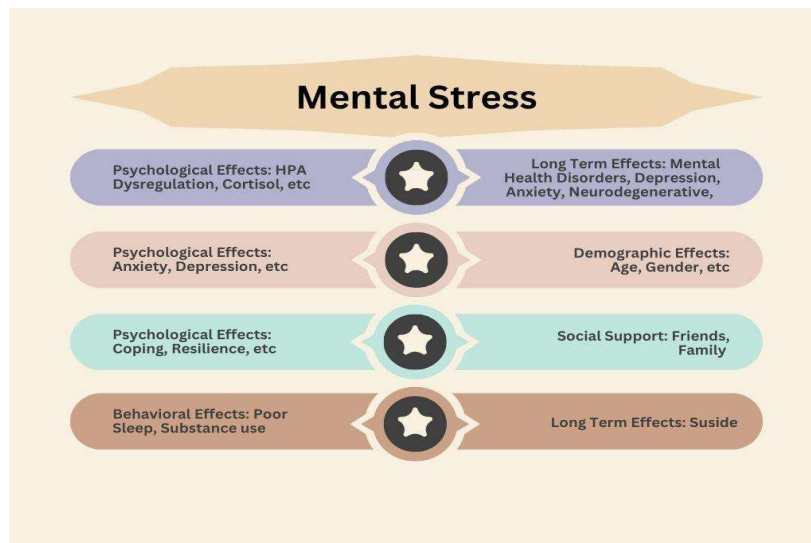 Mental Stress
Psychological Effects: HPA
Dysregulation, Cortisol, etc
Long Term Effects: Mental
Health Disorders, Depression,
Anxiety, Neurodegenerative,
Psychological Effects:
Anxiety, Depression, etc
Demographic Effects:
Age, Gender, etc
Psychological Effects:
Coping, Resilience, etc
Social Support: Friends,
Family
Behavioral Effects: Poor
Sleep, Substance use
Long Term Effects: Suside